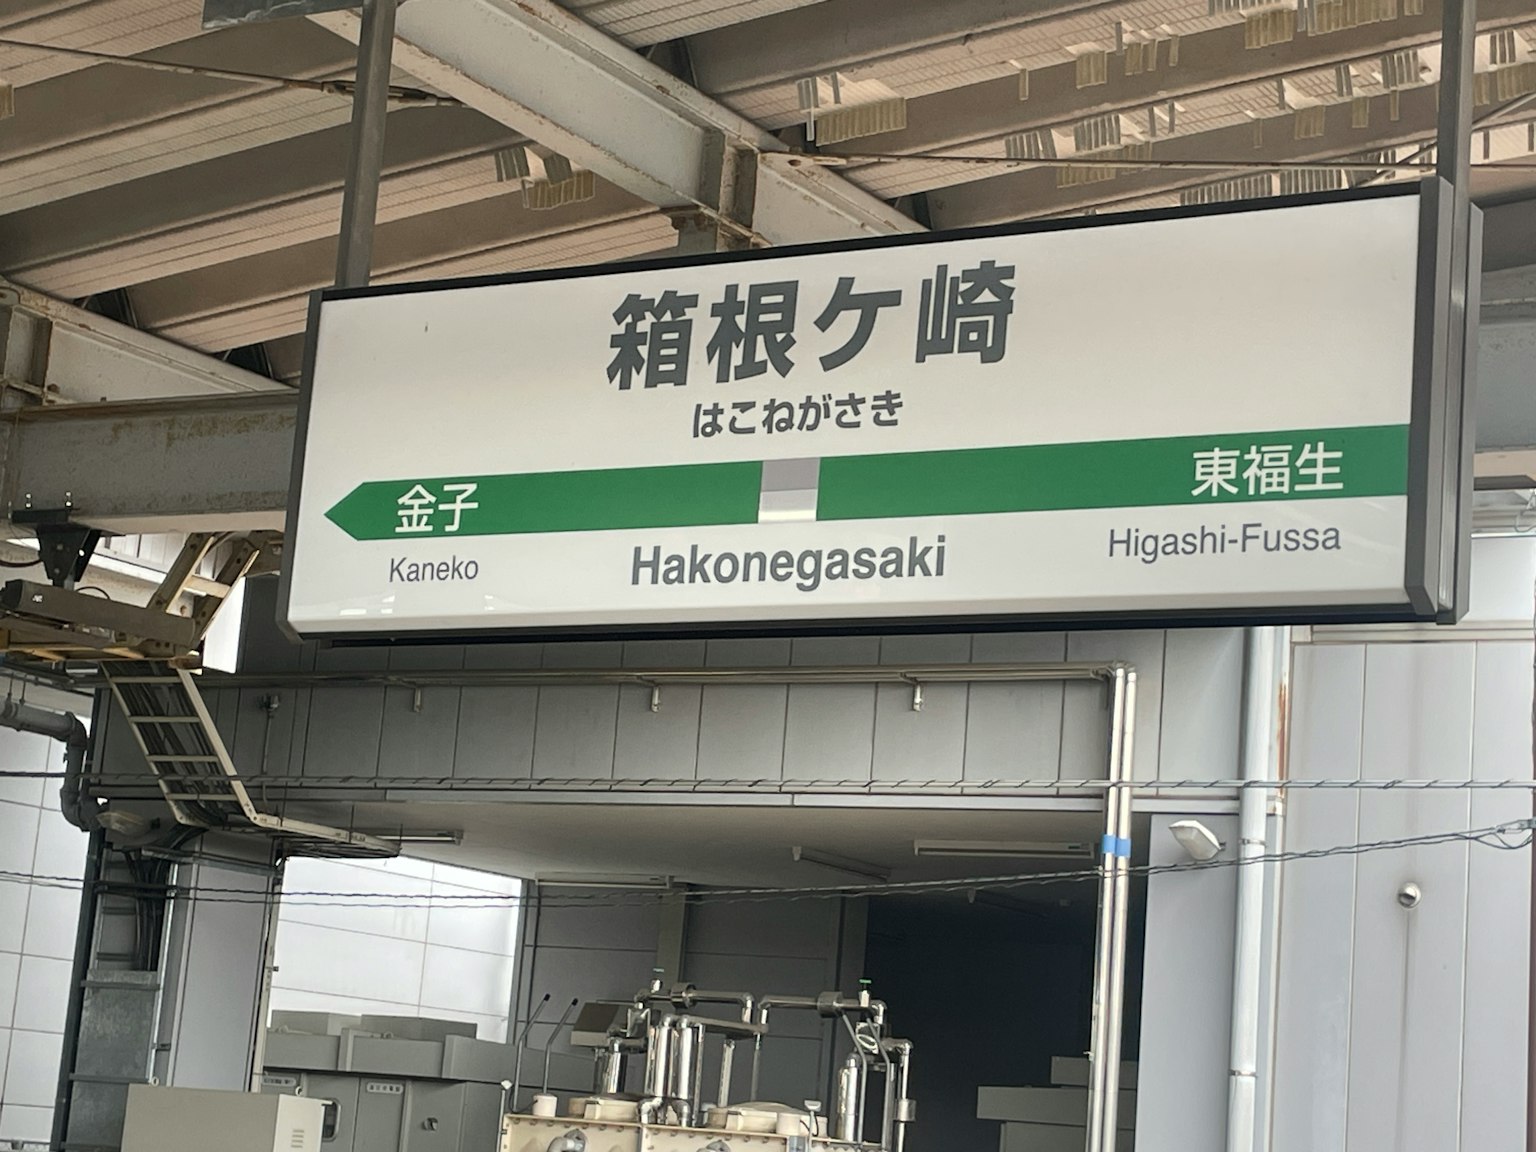 箱根ケ崎
はこねがさき
金子
東福生
Kaneko
Hakonegasaki
Higashi-Fussa